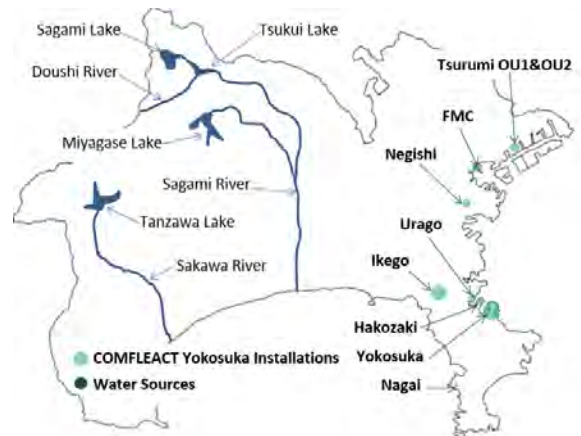 Sagami Lake
Tsukui Lake
Doushi River
Tsurumi OU1&OU2
FMC
Miyagase Lake
Negishi
Sagami River
Urago
Tanzawa Lake
Ikego
Sakawa River
Hakozaki
COMFLEACT Yokosuka Installations
Yokosuka
Water Sources
Nagai